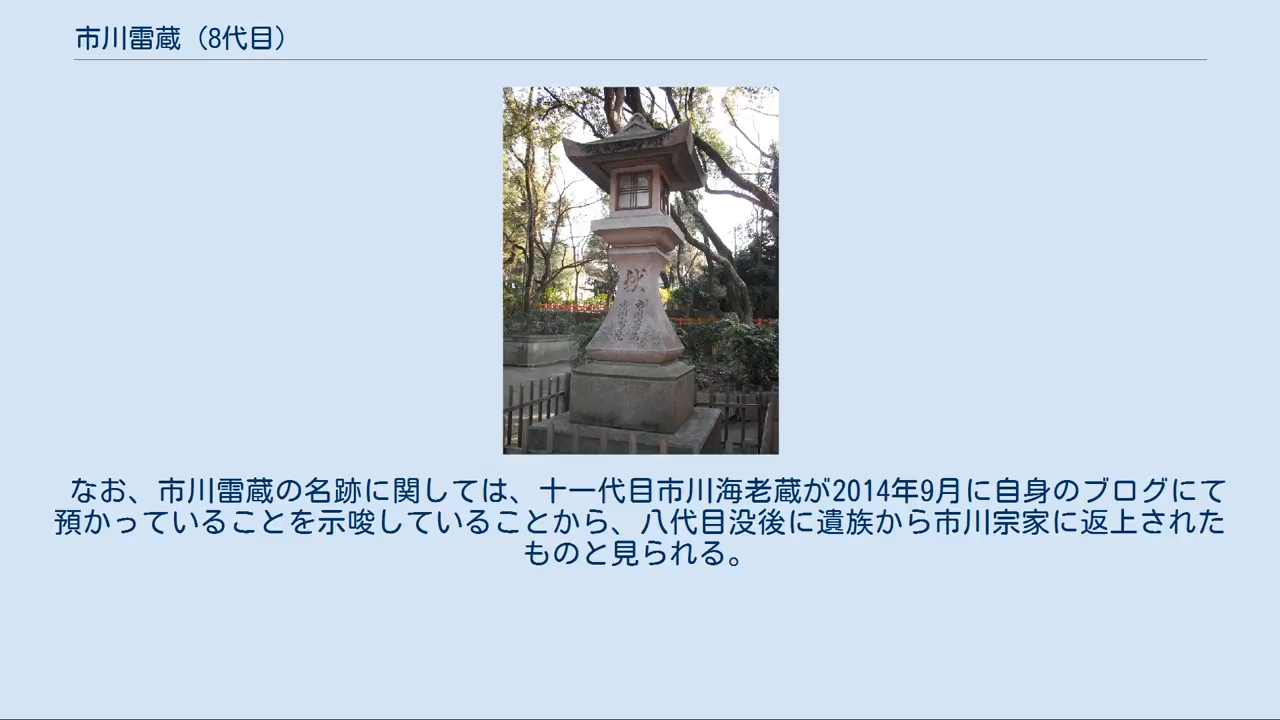 市川雷蔵（8代目）
なお、市川雷蔵の名跡に関しては、十一代目市川海老蔵が2014年9月に自身のブログにて
預かっていることを示唆していることから、八代目没後に遺族から市川宗家に返上された
ものと見られる。